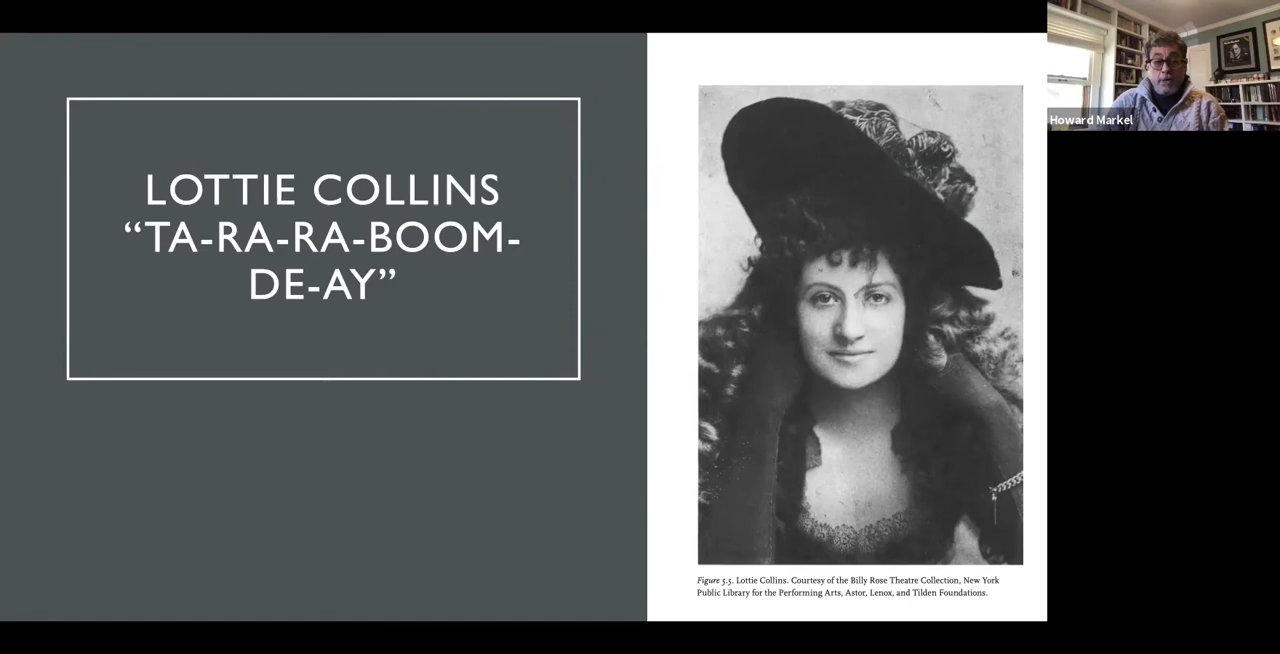 LOTTIE COLLINS
“TA-RA-RA-BOOM-
DE-AY”
Figure 5.5. Lottie Collins. Courtesy of the Billy Rose Theatre Collection, New York
Public Library for the Performing Arts, Astor, Lenox, and Tilden Foundations.
Howard Markel